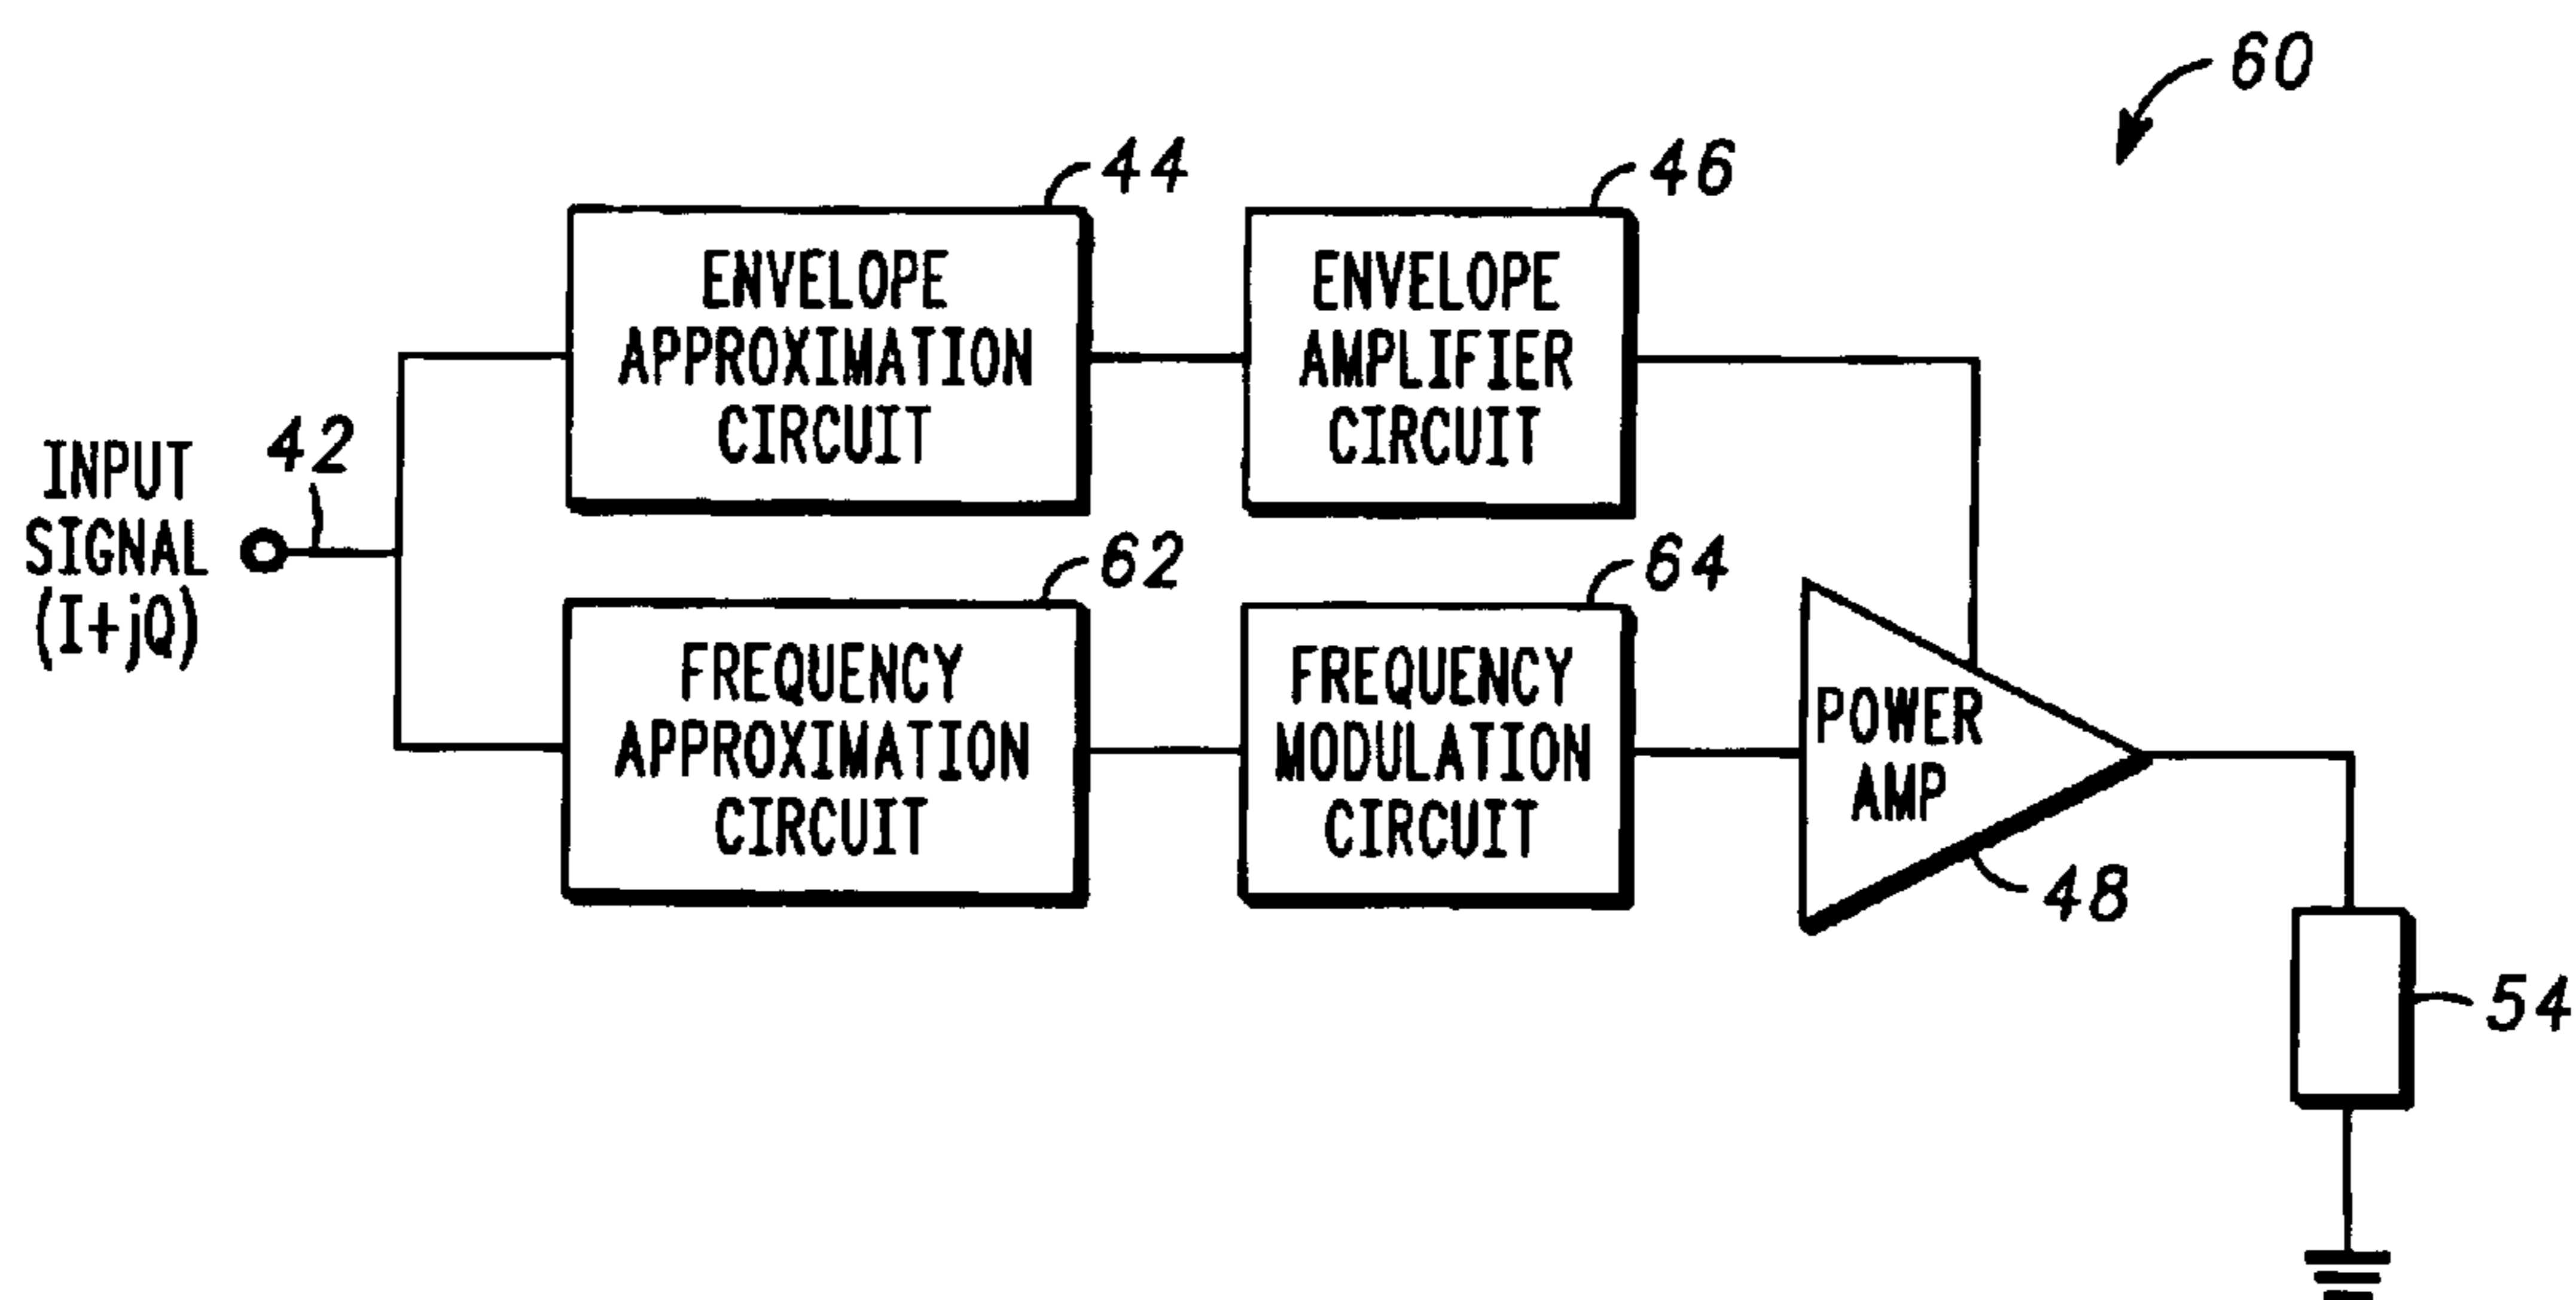 60
44
46
ENVELOPE
APPROXIMATION
CIRCUIT
ENVELOPE
AMPLIFIER
CIRCUIT
INPUT
SIGNAL
(I+jQ)
42
62
64
FREQUENCY
APPROXIMATION
CIRCUIT
FREQUENCY
MODULATION
CIRCUIT
POWER
AMP
48
54